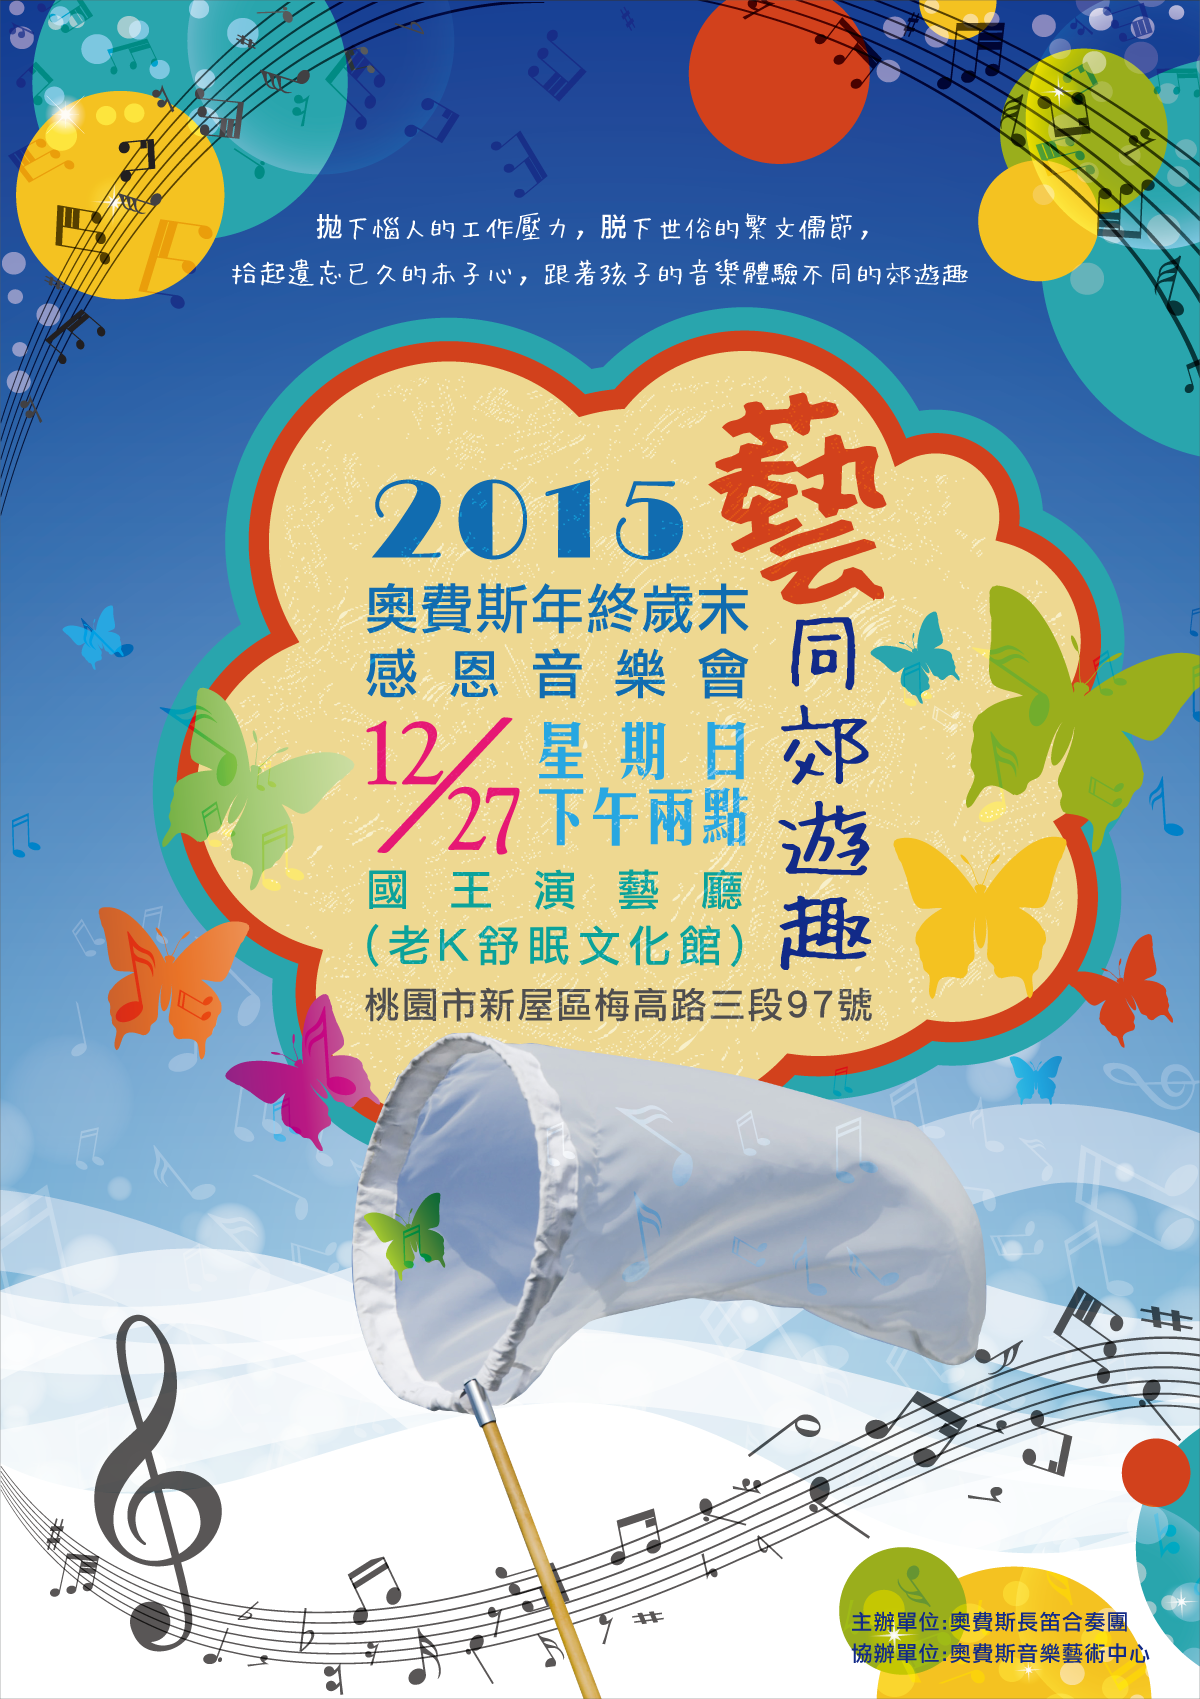 拋下惱人的工作壓力，脫下世俗的繁文儒節，
拾起遺忘已久的赤子心，跟著孩子的音樂體驗不同的郊遊趣
藝同郊遊趣
2015
奧費斯年終歲末
感恩音樂會
12/27
星期日
下午兩點
國王演藝廳
(老K舒眠文化館)
桃園市新屋區梅高路三段97號
主辦單位:奧費斯長笛合奏團
協辦單位:奧費斯音樂藝術中心